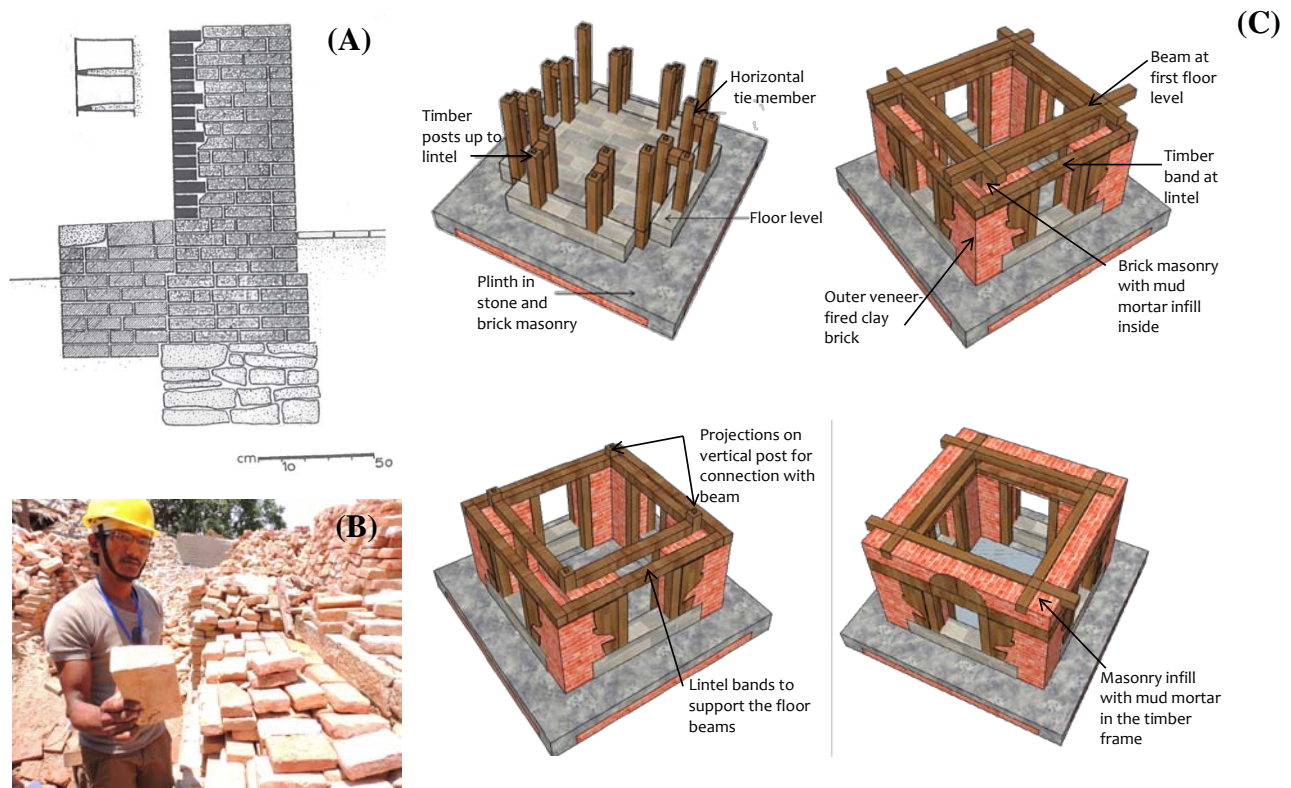 (A)
cm
10
50
(B)
(C)
Timber
posts up to
lintel
Horizontal
tie member
Floor level
Plinth in
stone and
brick masonry
Beam at
first floor
level
Timber
band at
lintel
Brick masonry
with mud
mortar infill
inside
Outer veneer-
fired clay
brick
Projections on
vertical post for
connection with
beam
Lintel bands to
support the floor
beams
Masonry infill
with mud mortar
in the timber
frame